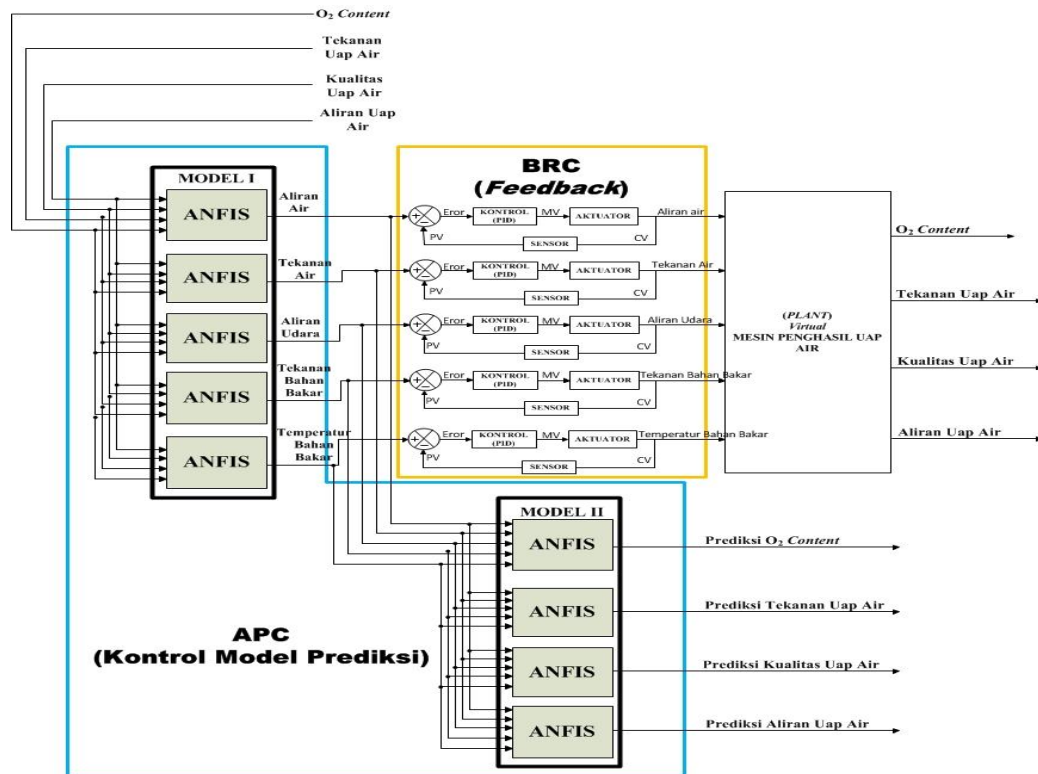 O₂ Content
Tekanan
Uap Air
Kualitas
Uap Air
Aliran Uap
Air
MODEL I
ANFIS
ANFIS
ANFIS
ANFIS
ANFIS
Aliran
Air
Tekanan
Air
Aliran
Udara
Tekanan
Bahan
Bakar
Temperatur
Bahan
Bakar
BRC
(Feedback)
Eror
KONTROL
(PID)
MV
AKTUATOR
Aliran air
PV
SENSOR
CV
Eror
KONTROL
(PID)
MV
AKTUATOR
Tekanan Air
PV
SENSOR
CV
Eror
KONTROL
(PID)
MV
AKTUATOR
Aliran Udara
PV
SENSOR
CV
Eror
KONTROL
(PID)
MV
AKTUATOR
Tekanan Bahan Bakar
PV
SENSOR
CV
Eror
KONTROL
(PID)
MV
AKTUATOR
Temperatur Bahan Bakar
PV
SENSOR
CV
(PLANT)
Virtual
MESIN PENGHASIL UAP
AIR
O₂ Content
Tekanan Uap Air
Kualitas Uap Air
Aliran Uap Air
MODEL II
ANFIS
ANFIS
ANFIS
ANFIS
Prediksi O₂ Content
Prediksi Tekanan Uap Air
Prediksi Kualitas Uap Air
Prediksi Aliran Uap Air
APC
(Kontrol Model Prediksi)